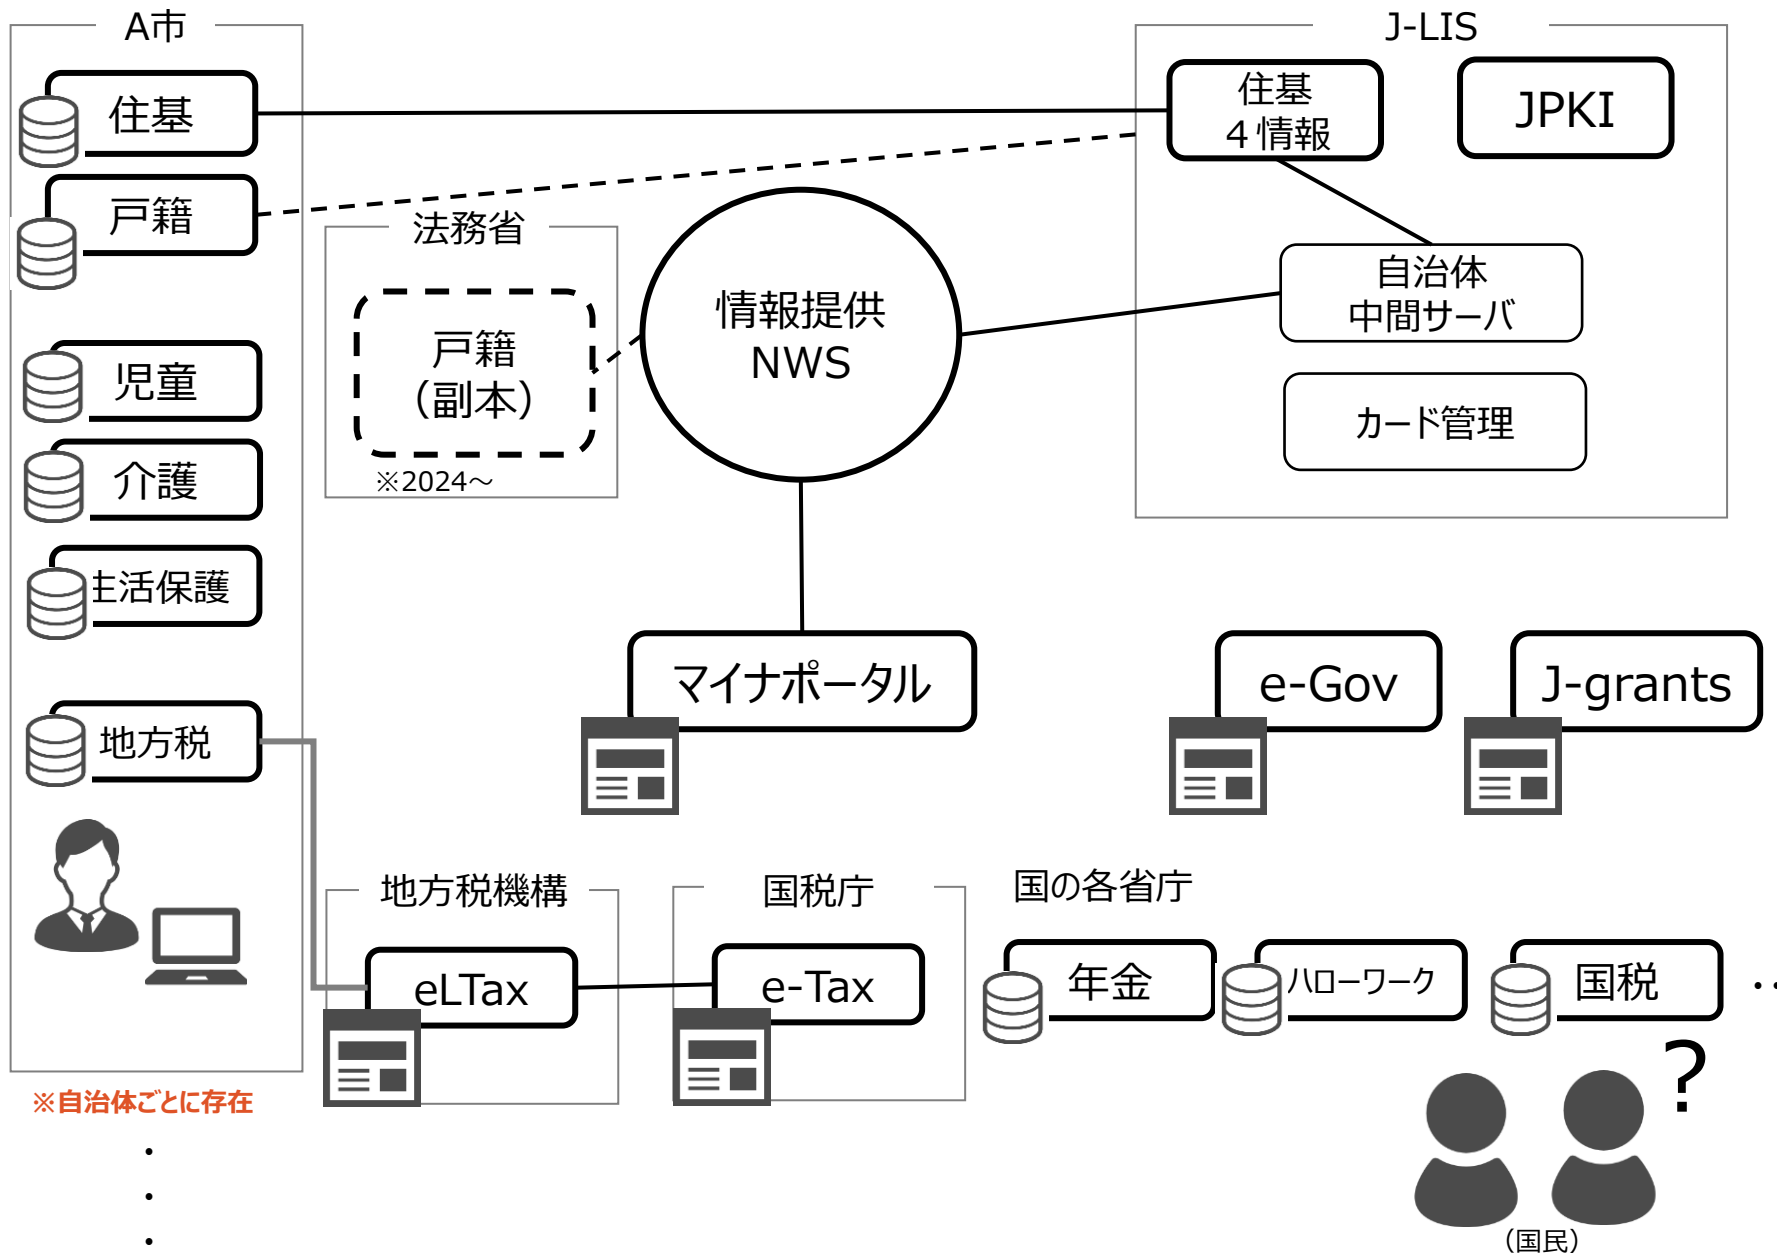 A市
住基
戸籍
児童
介護
生活保護
地方税
※自治体ごとに存在
・
・
・
法務省
戸籍
（副本）
※2024～
情報提供
NWS
J-LIS
住基
４情報
JPKI
自治体
中間サーバ
カード管理
マイナポータル
e-Gov
J-grants
地方税機構
eLTax
国税庁
e-Tax
国の各省庁
年金
ハローワーク
国税
・・
?
（国民）